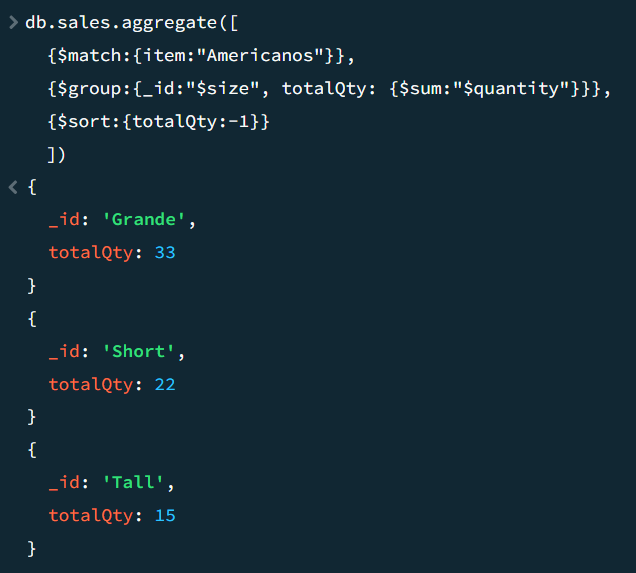 db.sales.aggregate([
{$match:{item:"Americanos"}},
{$group:{_id:"$size", totalQty: {$sum:"$quantity"}}},
{$sort:{totalQty:-1}}
])
{
_id: 'Grande',
totalQty: 33
}
{
_id: 'Short',
totalQty: 22
}
{
_id: 'Tall',
totalQty: 15
}